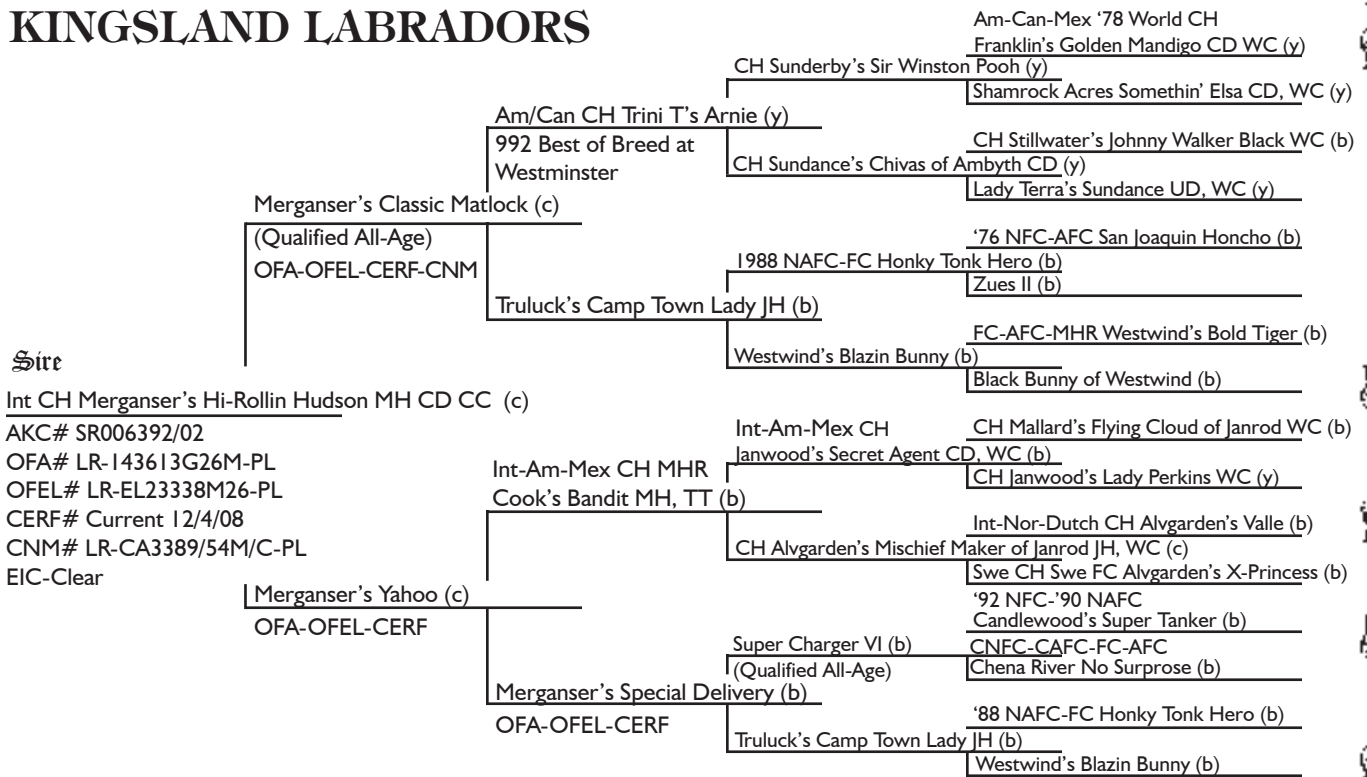 KINGSLAND LABRADORS
Sire
Int CH Merganser's Hi-Rollin Hudson MH CD CC (c)
AKC# SR006392/02
OFA# LR-143613G26M-PL
OFEL# LR-EL23338M26-PL
CERF# Current 12/4/08
CNM# LR-CA3389/54M/C-PL
EIC-Clear
Merganser's Classic Matlock (c)
(Qualified All-Age)
OFA-OFEL-CERF-CNM
Merganser's Yahoo (c)
OFA-OFEL-CERF
Am/Can CH Trini T's Arnie (y)
992 Best of Breed at
Westminster
Truluck's Camp Town Lady JH (b)
Int-Am-Mex CH MHR
Cook's Bandit MH, TT (b)
Merganser's Special Delivery (b)
OFA-OFEL-CERF
CH Sunderby's Sir Winston Pooh (y)
CH Sundance's Chivas of Ambyth CD (y)
1988 NAFC-FC Honky Tonk Hero (b)
Westwind's Blazin Bunny (b)
Int-Am-Mex CH
Janwood's Secret Agent CD, WC (b)
CH Alvgarden's Mischief Maker of Janrod JH, WC (c)
Super Charger VI (b)
(Qualified All-Age)
Truluck's Camp Town Lady JH (b)
Am-Can-Mex '78 World CH
Franklin's Golden Mandigo CD WC (y)
Shamrock Acres Somethin' Elsa CD, WC (y)
CH Stillwater's Johnny Walker Black WC (b)
Lady Terra's Sundance UD, WC (y)
'76 NFC-AFC San Joaquin Honcho (b)
Zues II (b)
FC-AFC-MHR Westwind's Bold Tiger (b)
Black Bunny of Westwind (b)
CH Mallard's Flying Cloud of Janrod WC (b)
CH Janwood's Lady Perkins WC (y)
Int-Nor-Dutch CH Alvgarden's Valle (b)
Swe CH Swe FC Alvgarden's X-Princess (b)
'92 NFC-'90 NAFC
Candlewood's Super Tanker (b)
CNFC-CAFC-FC-AFC
Chena River No Surprose (b)
'88 NAFC-FC Honky Tonk Hero (b)
Westwind's Blazin Bunny (b)